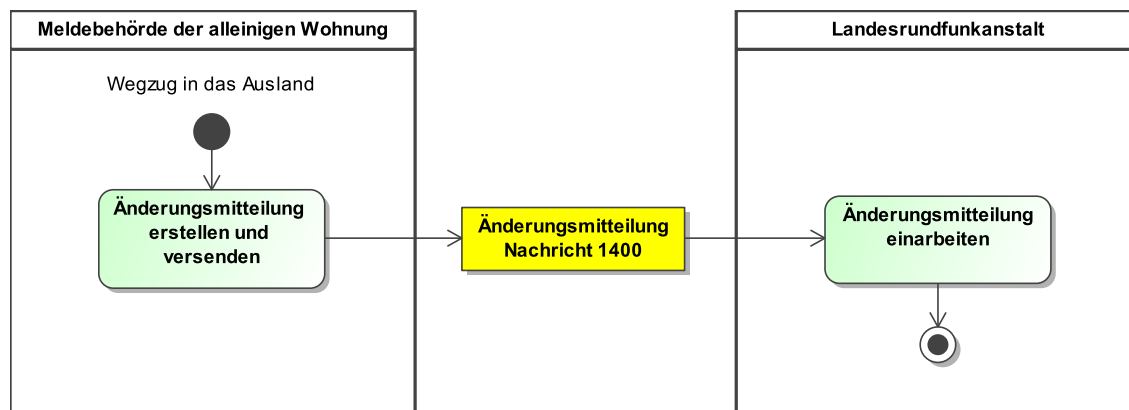 Meldebehörde der alleinigen Wohnung
Landesrundfunkanstalt
Wegzug in das Ausland
Änderungsmitteilung
erstellen und
versenden
Änderungsmitteilung
Nachricht 1400
Änderungsmitteilung
einarbeiten